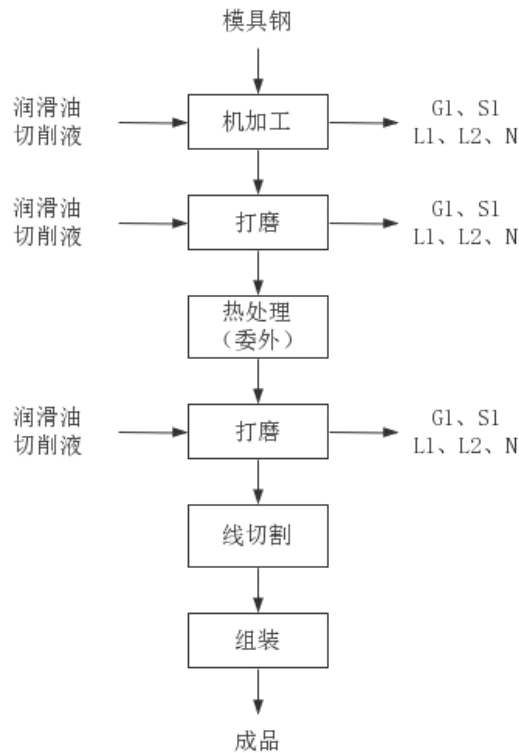 模具钢
润滑油
切削液
机加工
G1、S1
L1、L2、N
润滑油
切削液
打磨
G1、S1
L1、L2、N
热处理
（委外）
润滑油
切削液
打磨
G1、S1
L1、L2、N
线切割
组装
成品